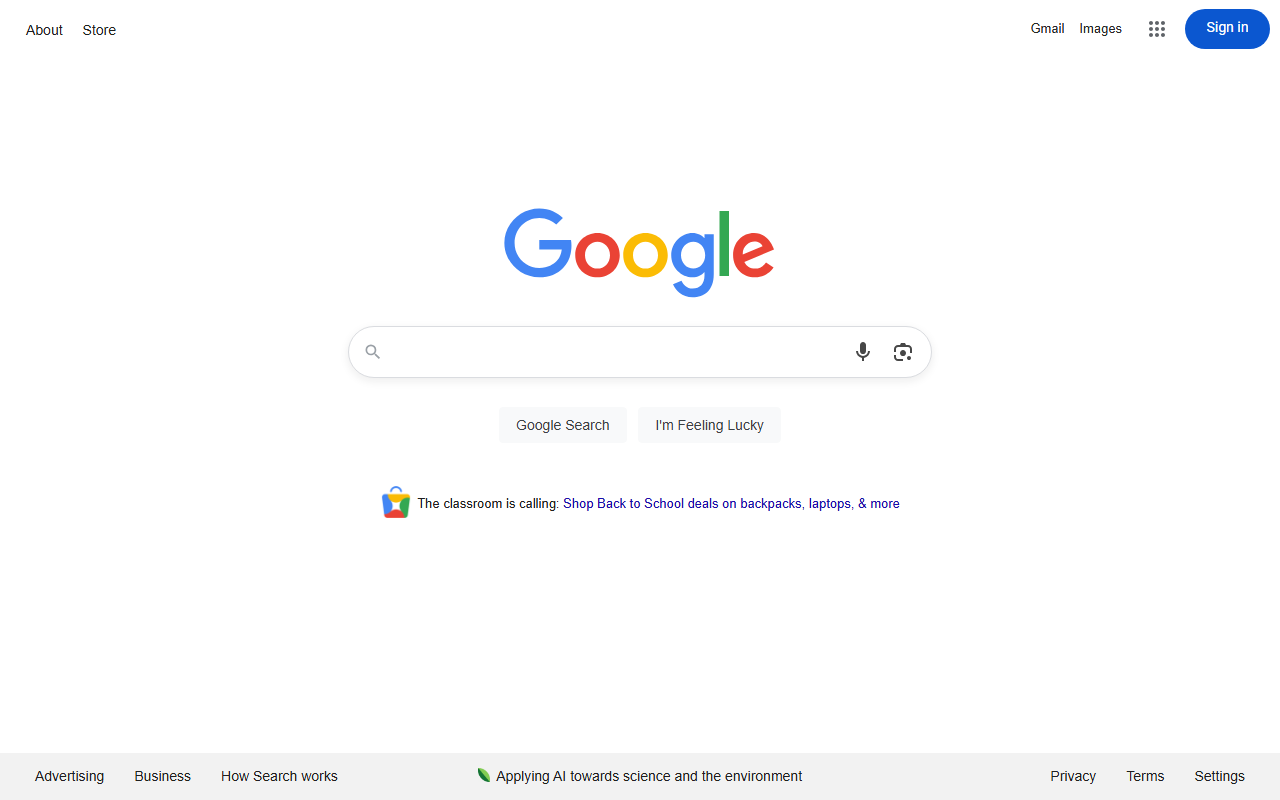 About Store
Gmail Images Sign in
Google
Google Search I'm Feeling Lucky
The classroom is calling: Shop Back to School deals on backpacks, laptops, & more
Advertising Business How Search works
Applying AI towards science and the environment
Privacy Terms Settings